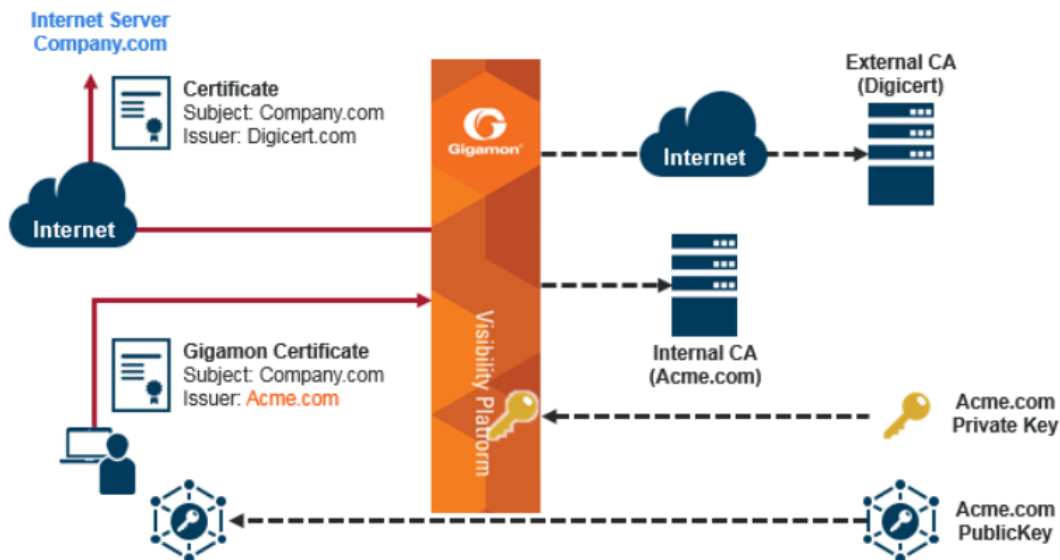 Internet Server
Company.com
Certificate
Subject: Company.com
Issuer: Digicert.com
Internet
Gigamon®
Visibility Platform
Internet
External CA
(Digicert)
Internal CA
(Acme.com)
Gigamon Certificate
Subject: Company.com
Issuer: Acme.com
Acme.com
Private Key
Acme.com
PublicKey